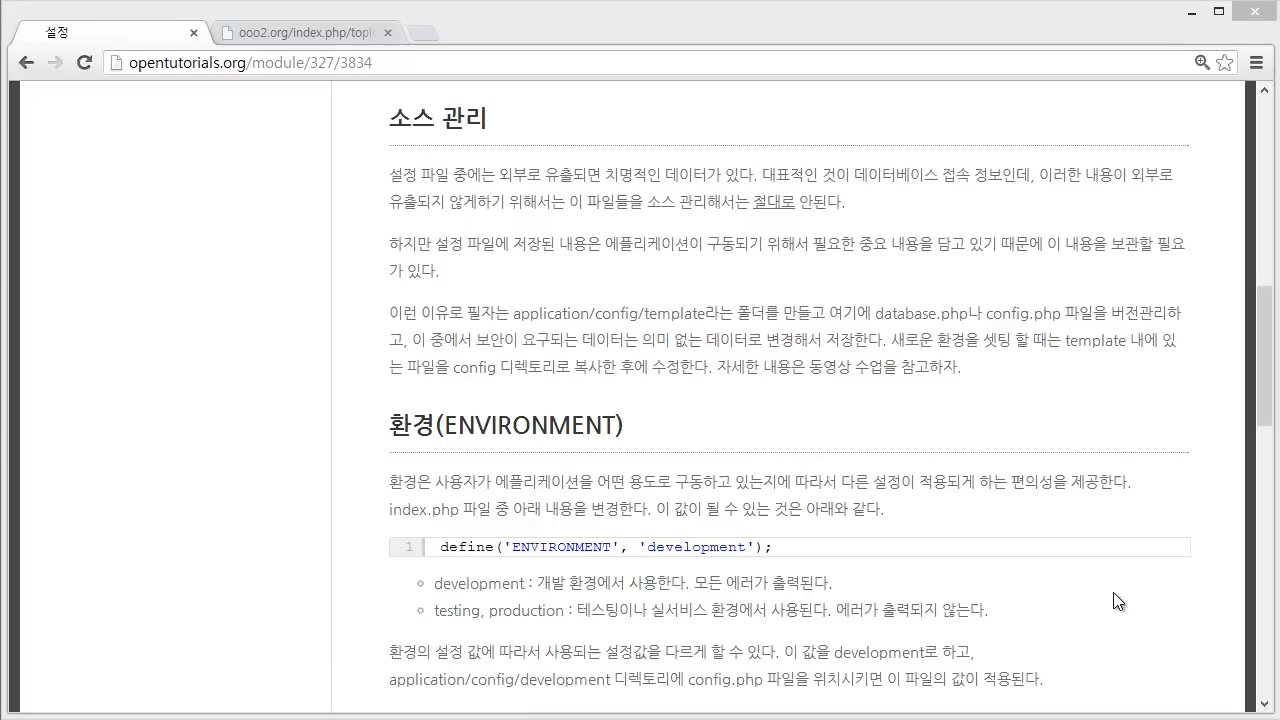 설정
ooo2.org/index.php/topi
opentutorials.org/module/327/3834
소스 관리
설정 파일 중에는 외부로 유출되면 치명적인 데이터가 있다. 대표적인 것이 데이터베이스 접속 정보인데, 이러한 내용이 외부로
유출되지 않게하기 위해서는 이 파일들을 소스 관리해서는 절대로 안된다.
하지만 설정 파일에 저장된 내용은 에플리케이션이 구동되기 위해서 필요한 중요 내용을 담고 있기 때문에 이 내용을 보관할 필요
가 있다.
이런 이유로 필자는 application/config/template라는 폴더를 만들고 여기에 database.php나 config.php 파일을 버전관리하
고, 이 중에서 보안이 요구되는 데이터는 의미 없는 데이터로 변경해서 저장한다. 새로운 환경을 셋팅 할 때는 template 내에 있
는 파일을 config 디렉토리로 복사한 후에 수정한다. 자세한 내용은 동영상 수업을 참고하자.
환경(ENVIRONMENT)
환경은 사용자가 에플리케이션을 어떤 용도로 구동하고 있는지에 따라서 다른 설정이 적용되게 하는 편의성을 제공한다.
index.php 파일 중 아래 내용을 변경한다. 이 값이 될 수 있는 것은 아래와 같다.
1 define('ENVIRONMENT', 'development');
development : 개발 환경에서 사용한다. 모든 에러가 출력된다.
testing, production : 테스팅이나 실서비스 환경에서 사용된다. 에러가 출력되지 않는다.
환경의 설정 값에 따라서 사용되는 설정값을 다르게 할 수 있다. 이 값을 development로 하고,
application/config/development 디렉토리에 config.php 파일을 위치시키면 이 파일의 값이 적용된다.